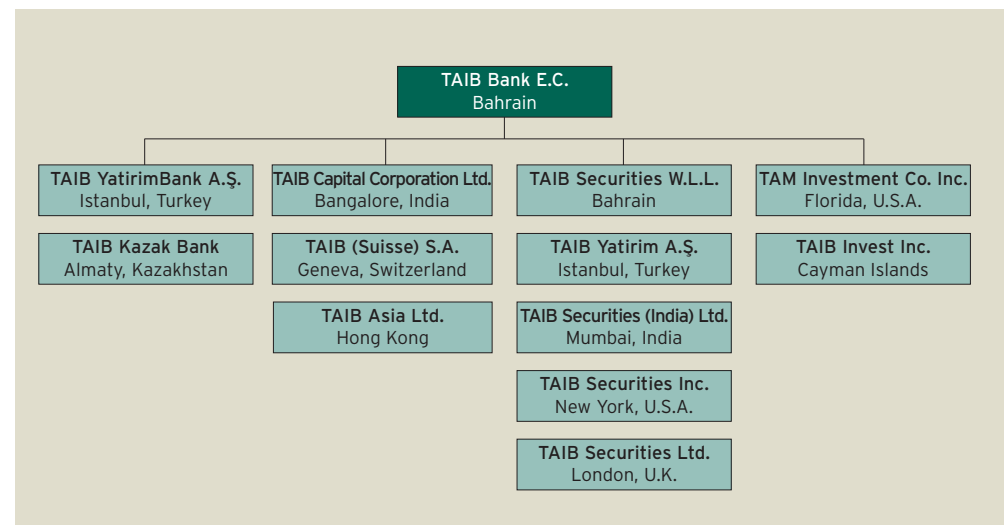 TAIB Bank E.C.
Bahrain
TAIB YatirimBank A.Ş.
Istanbul, Turkey
TAIB Kazak Bank
Almaty, Kazakhstan
TAIB Capital Corporation Ltd.
Bangalore, India
TAIB (Suisse) S.A.
Geneva, Switzerland
TAIB Asia Ltd.
Hong Kong
TAIB Securities W.L.L.
Bahrain
TAIB Yatirim A.Ş.
Istanbul, Turkey
TAIB Securities (India) Ltd.
Mumbai, India
TAIB Securities Inc.
New York, U.S.A.
TAIB Securities Ltd.
London, U.K.
TAM Investment Co. Inc.
Florida, U.S.A.
TAIB Invest Inc.
Cayman Islands